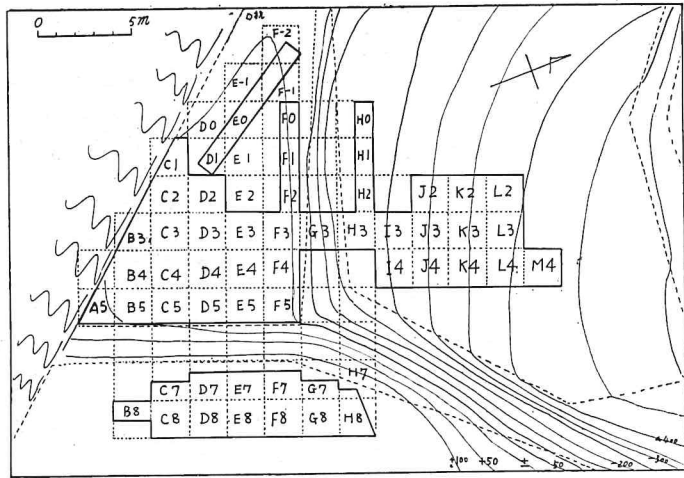 0 5m
F-2
E-1 F-1
D0 E0 F0 H0
C1 D1 E1 F1 H1
C2 D2 E2 F2 H2 J2 K2 L2
B3 C3 D3 E3 F3 G3 H3 I3 J3 K3 L3
B4 C4 D4 E4 F4 I4 J4 K4 L4 M4
A5 B5 C5 D5 E5 F5
H7
C7 D7 E7 F7 G7
B8 C8 D8 E8 F8 G8 H8
+100 +50 ± -50 -200 -300 -400